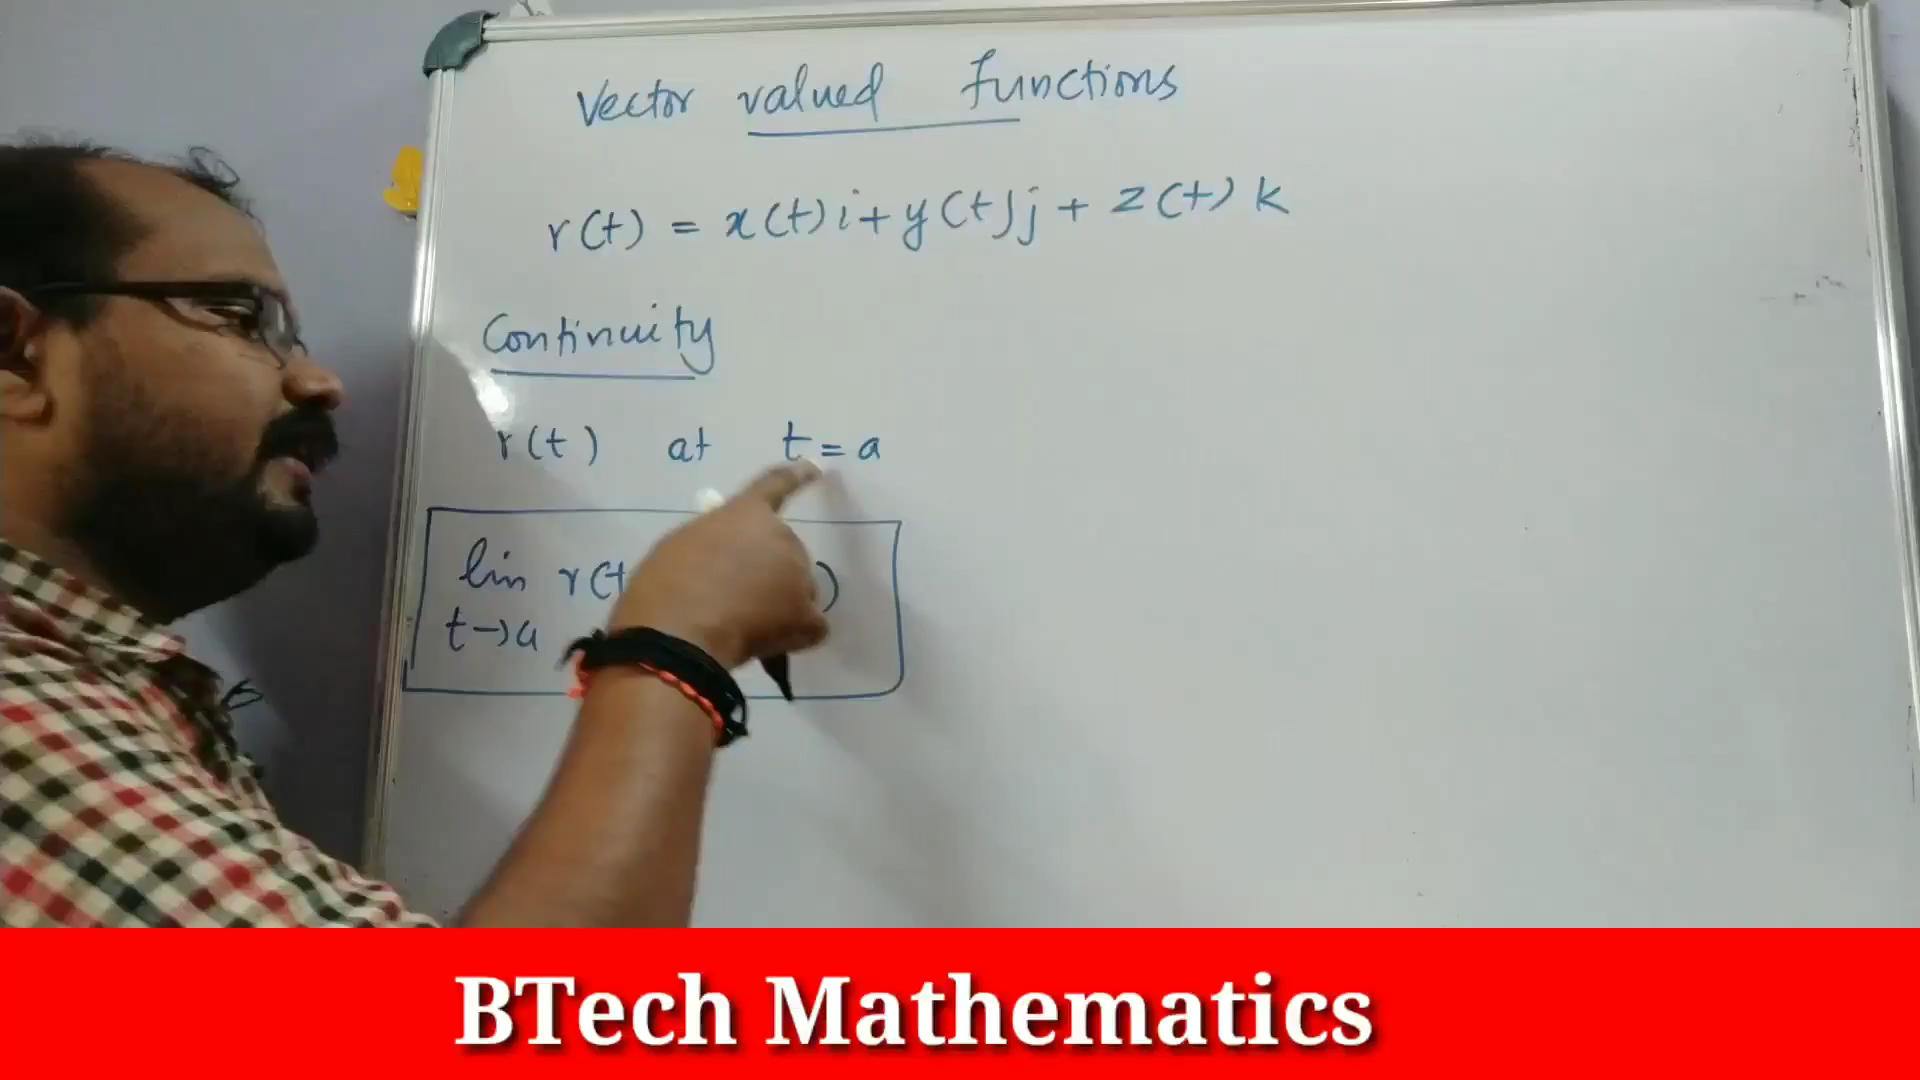 Vector valued functions
r(t) = x(t)i + y(t)j + z(t)k
Continuity
r(t) at t = a
lim r(t )
t→a
BTech Mathematics